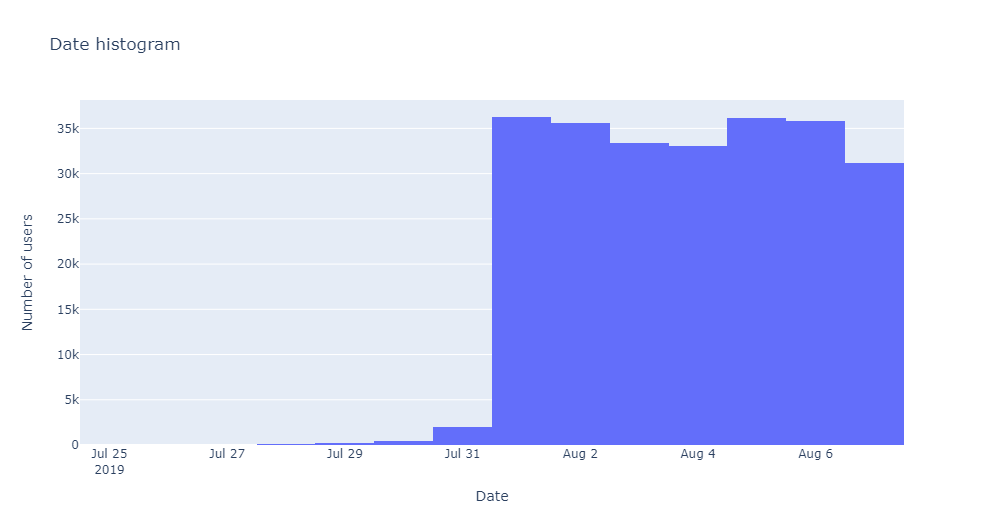 Date histogram
35k
30k
25k
20k
15k
10k
5k
0
Number of users
Jul 25 Jul 27 Jul 29 Jul 31 Aug 2 Aug 4 Aug 6
2019
Date